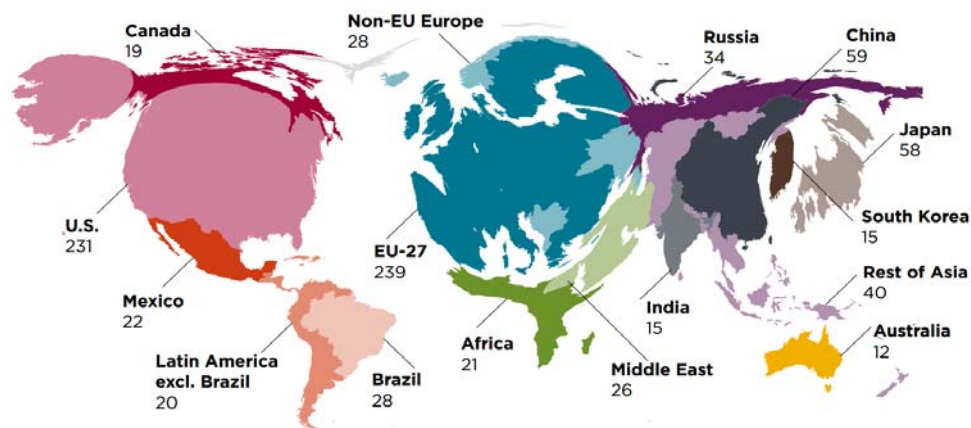 Canada
19
Non-EU Europe
28
Russia
34
China
59
Japan
58
U.S.
231
EU-27
239
South Korea
15
Mexico
22
India
15
Rest of Asia
40
Africa
21
Middle East
26
Australia
12
Latin America
excl. Brazil
20
Brazil
28